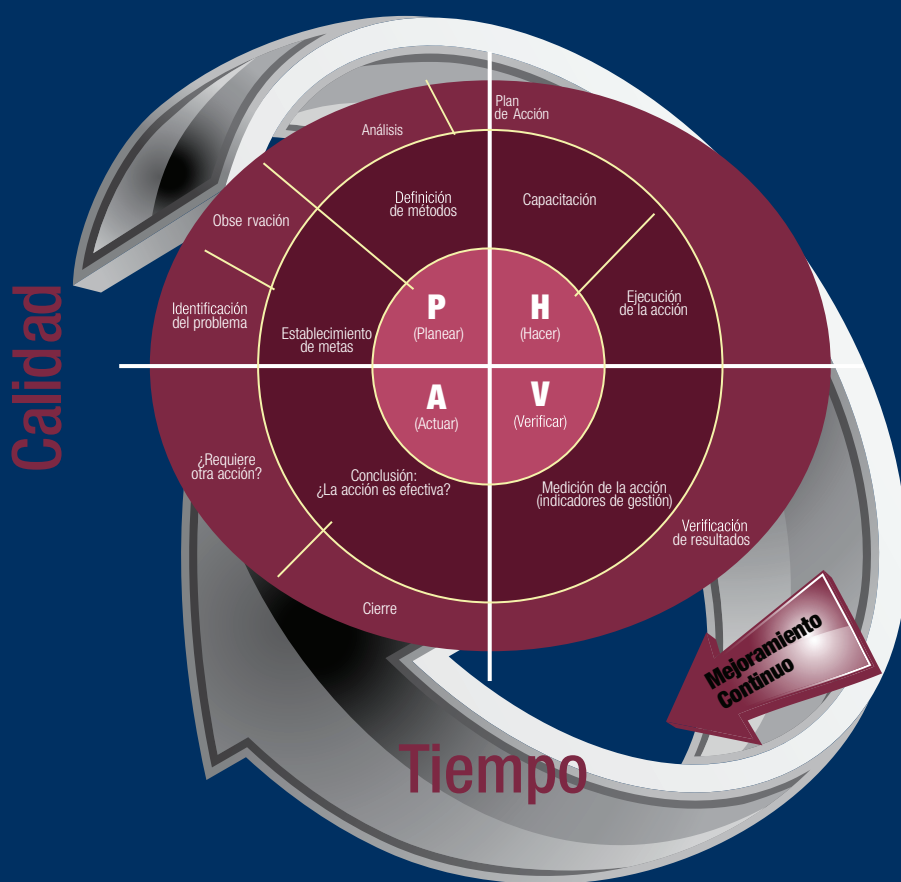 Plan
de Acción
Análisis
Definición
de métodos
Capacitación
Obse rvación
Identificación
del problema
Establecimiento
de metas
Ejecución
de la acción
P
(Planear)
H
(Hacer)
A
(Actuar)
V
(Verificar)
Calidad
¿Requiere
otra acción?
Conclusión:
¿La acción es efectiva?
Medición de la acción
(indicadores de gestión)
Verificación
de resultados
Cierre
Mejoramiento
Continuo
Tiempo